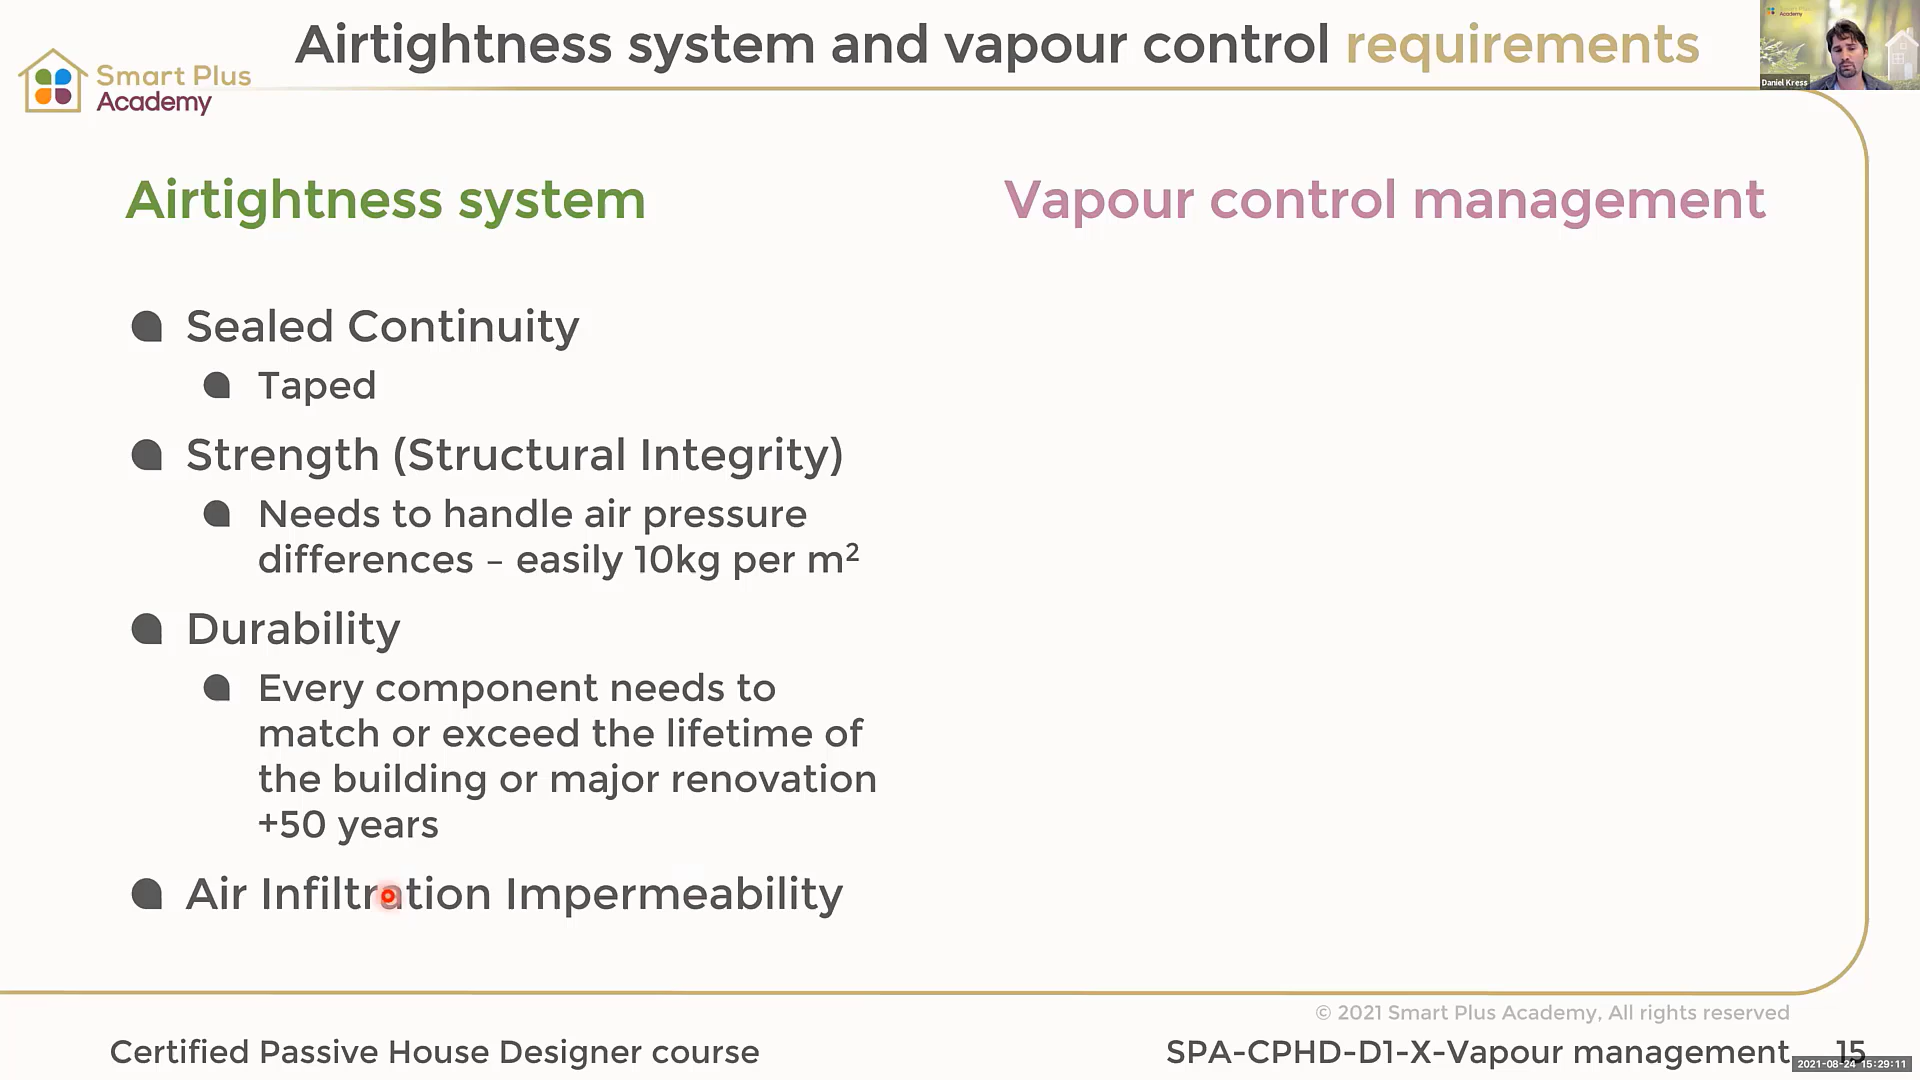 Airtightness system and vapour control requirements
Smart Plus
Academy
Daniel Kress
Airtightness system
Vapour control management
Sealed Continuity
Taped
Strength (Structural Integrity)
Needs to handle air pressure
differences – easily 10kg per m²
Durability
Every component needs to
match or exceed the lifetime of
the building or major renovation
+50 years
Air Infiltration Impermeability
© 2021 Smart Plus Academy, All rights reserved
Certified Passive House Designer course
SPA-CPHD-D1-X-Vapour management
15
2021-08-24 15:29:11